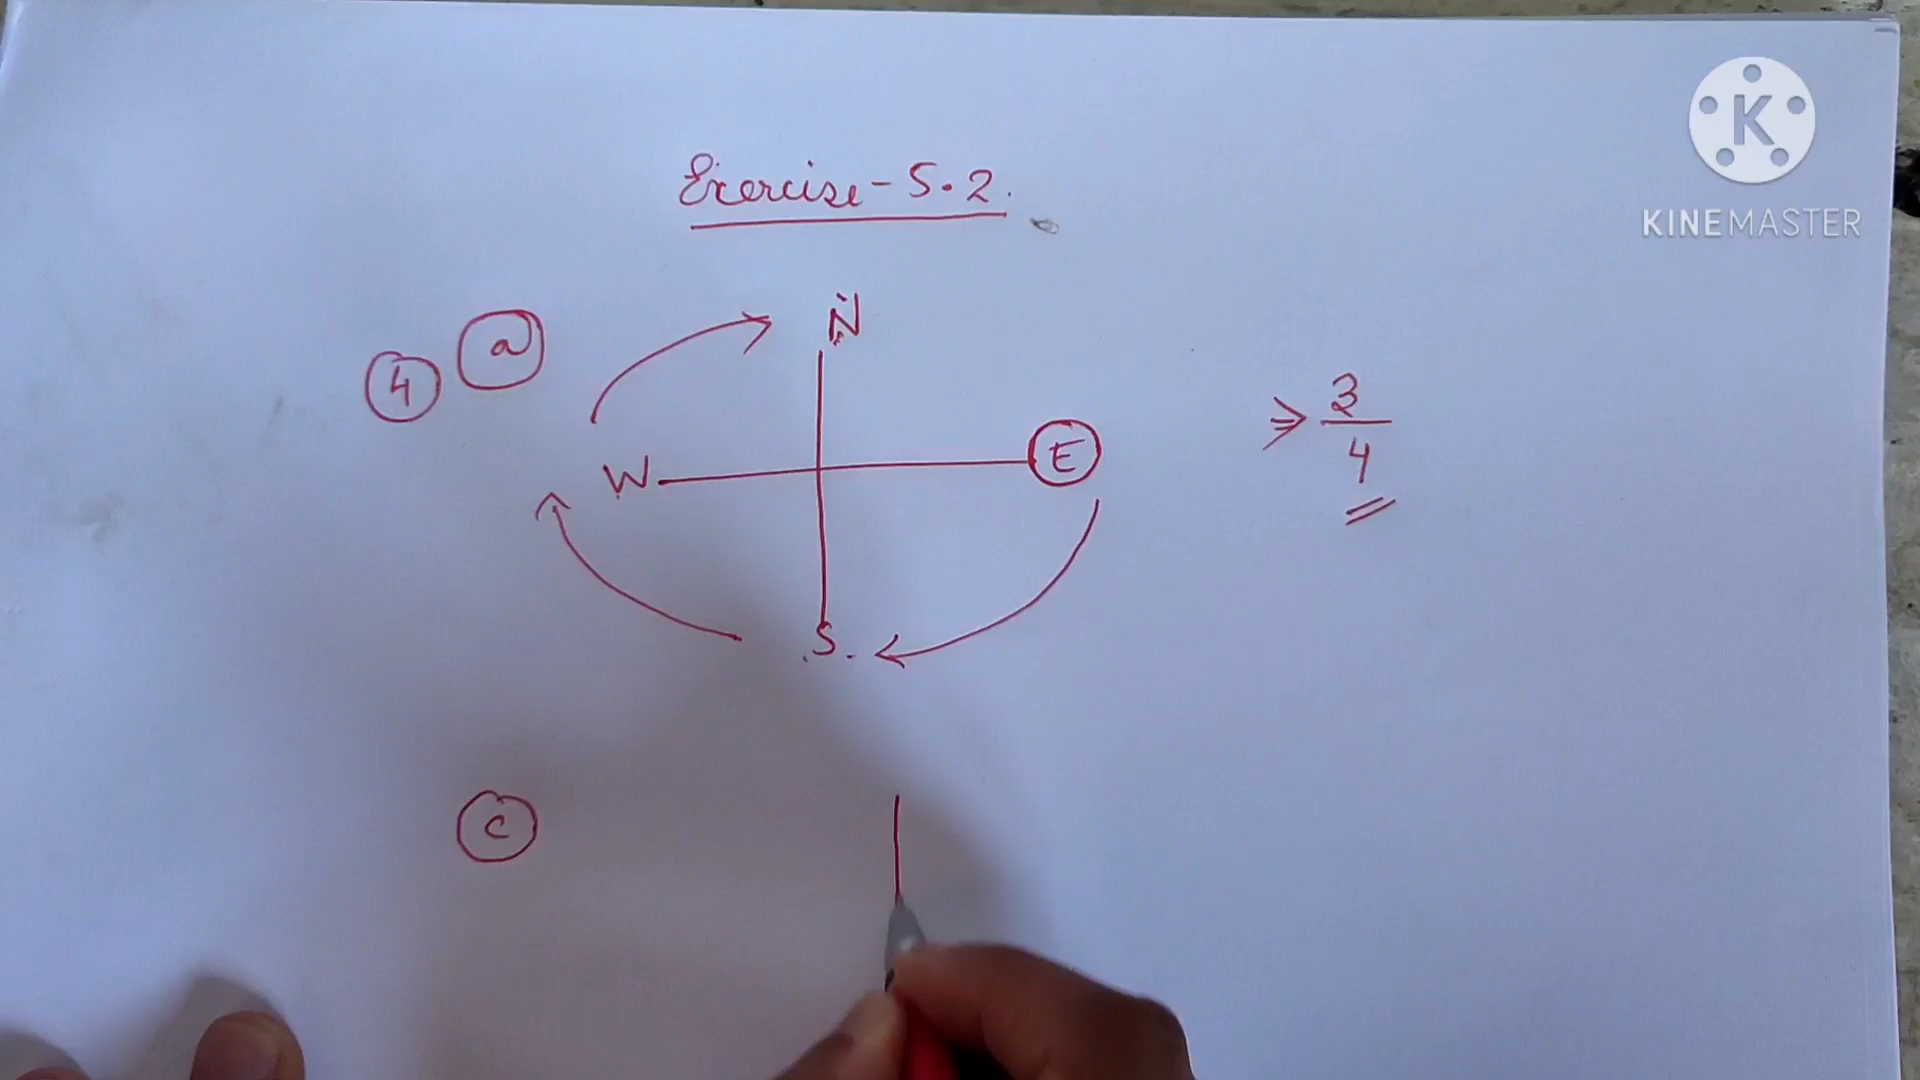 Exercise - 5.2.
4 a
N
W E
S.
⇒ 3/4
c
K
KINEMASTER